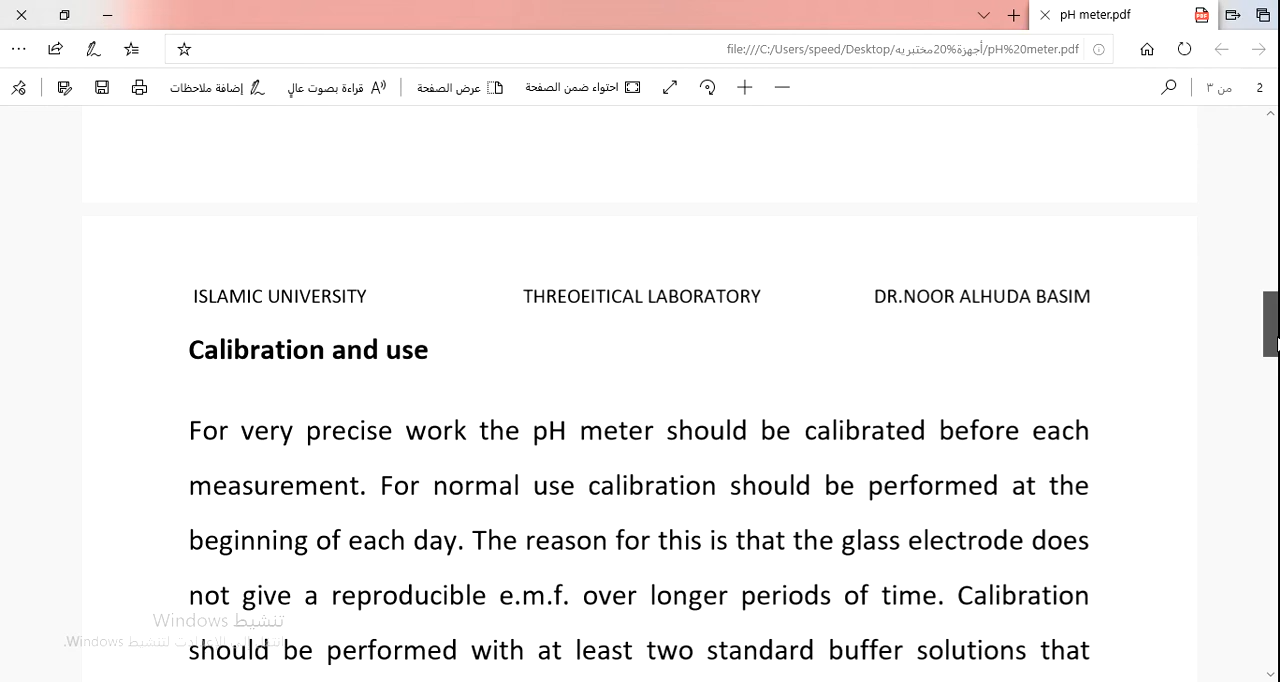 pH meter.pdf
file:///C:/Users/speed/Desktop/أجهزة%20مختبريه/pH%20meter.pdf
إضافة ملاحظات
قراءة بصوت عالٍ
عرض الصفحة
احتواء ضمن الصفحة
من ٣
2
ISLAMIC UNIVERSITY THREOEITICAL LABORATORY DR.NOOR ALHUDA BASIM
Calibration and use
For very precise work the pH meter should be calibrated before each
measurement. For normal use calibration should be performed at the
beginning of each day. The reason for this is that the glass electrode does
not give a reproducible e.m.f. over longer periods of time. Calibration
should be performed with at least two standard buffer solutions that
تنشيط Windows
لتنشيط Windows.